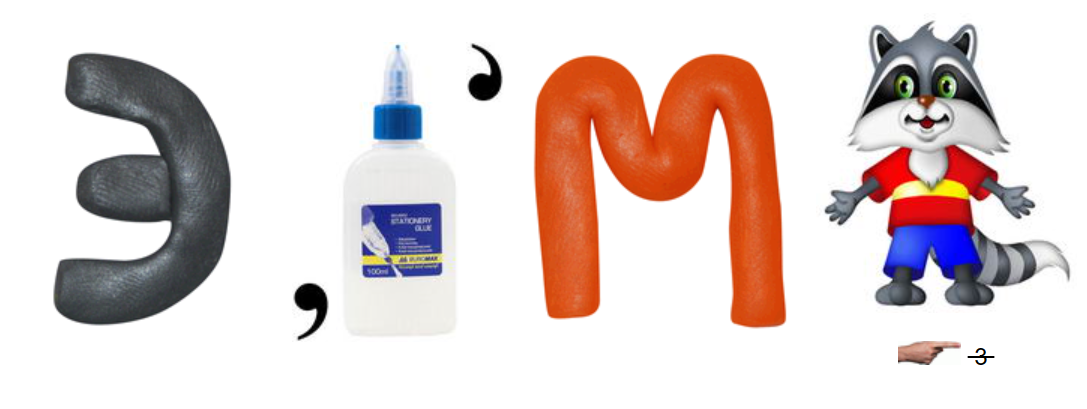 Э , ’ М
STATIONERY
GLUE
BUROMAX
100ml
3